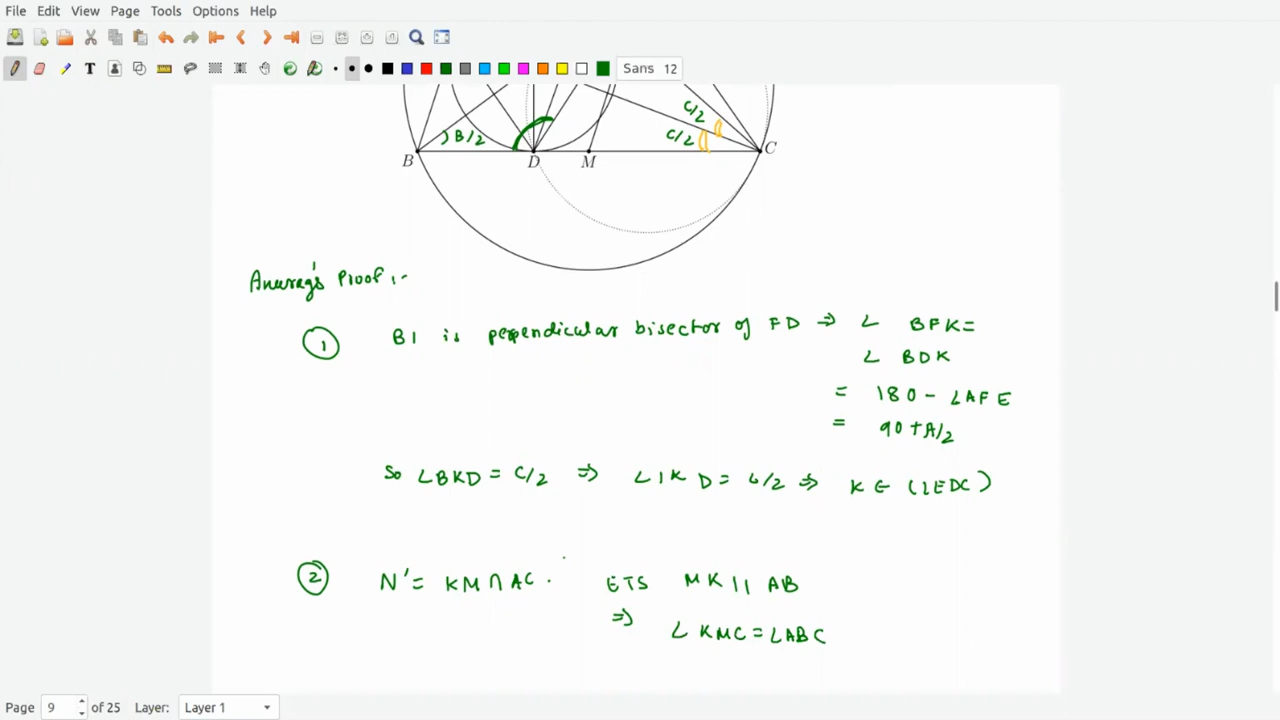 File Edit View Page Tools Options Help
Sans 12
C/2
B/2 C/2
B D M C
Anurag's Proof :-
1 BI is perpendicular bisector of FD ⇒ ∠ BFK =
∠ BDK
= 180 - ∠AFE
= 90 + A/2
So ∠BKD = C/2 ⇒ ∠IKD = C/2 ⇒ K ∈ (IEDC)
2 N' = KM ∩ AC . ETS MK || AB
⇒ ∠ KMC = ∠ABC
Page 9 of 25 Layer: Layer 1